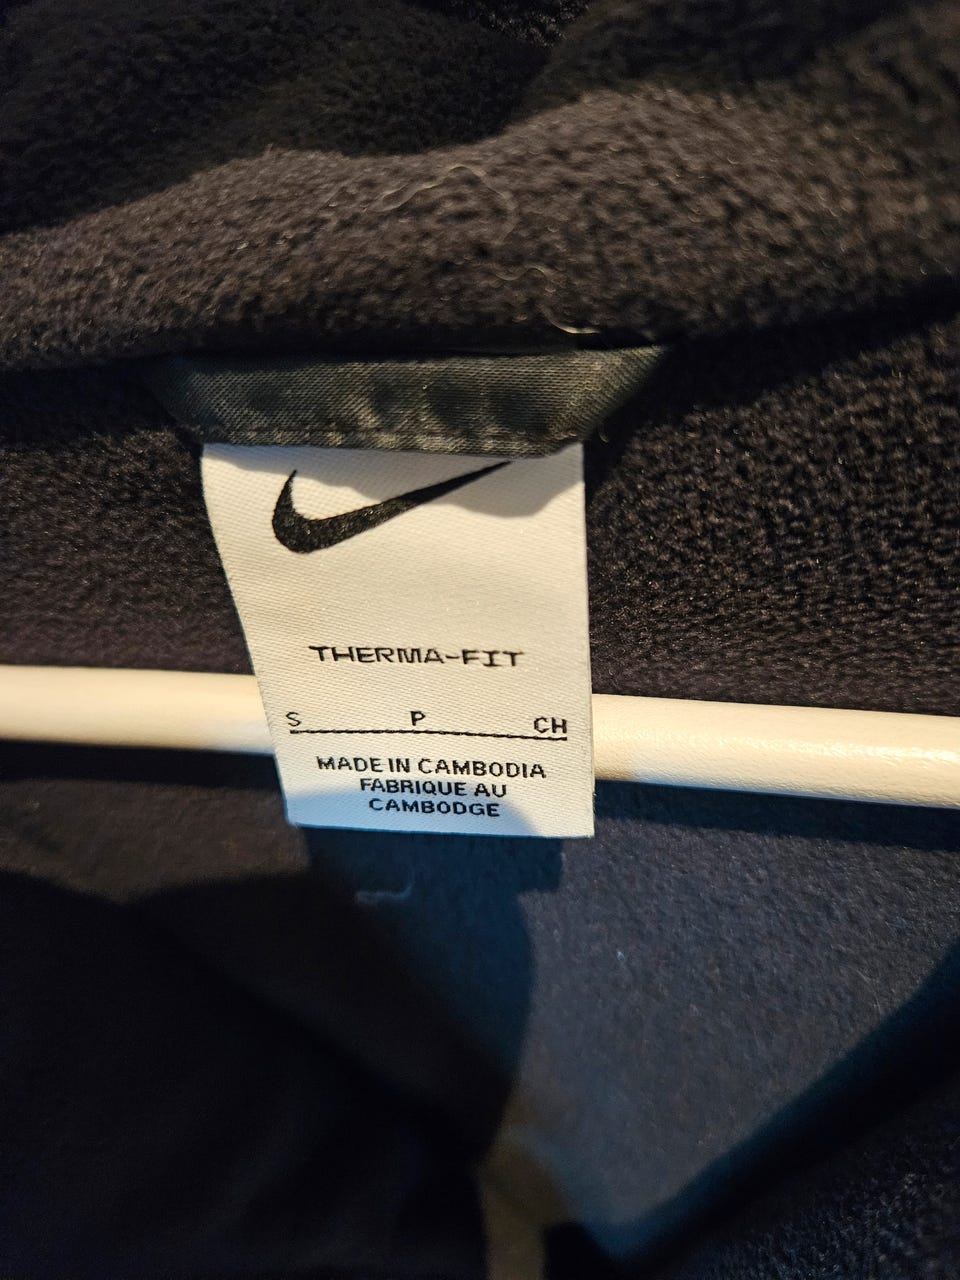 THERMA-FIT
S P CH
MADE IN CAMBODIA
FABRIQUE AU
CAMBODGE